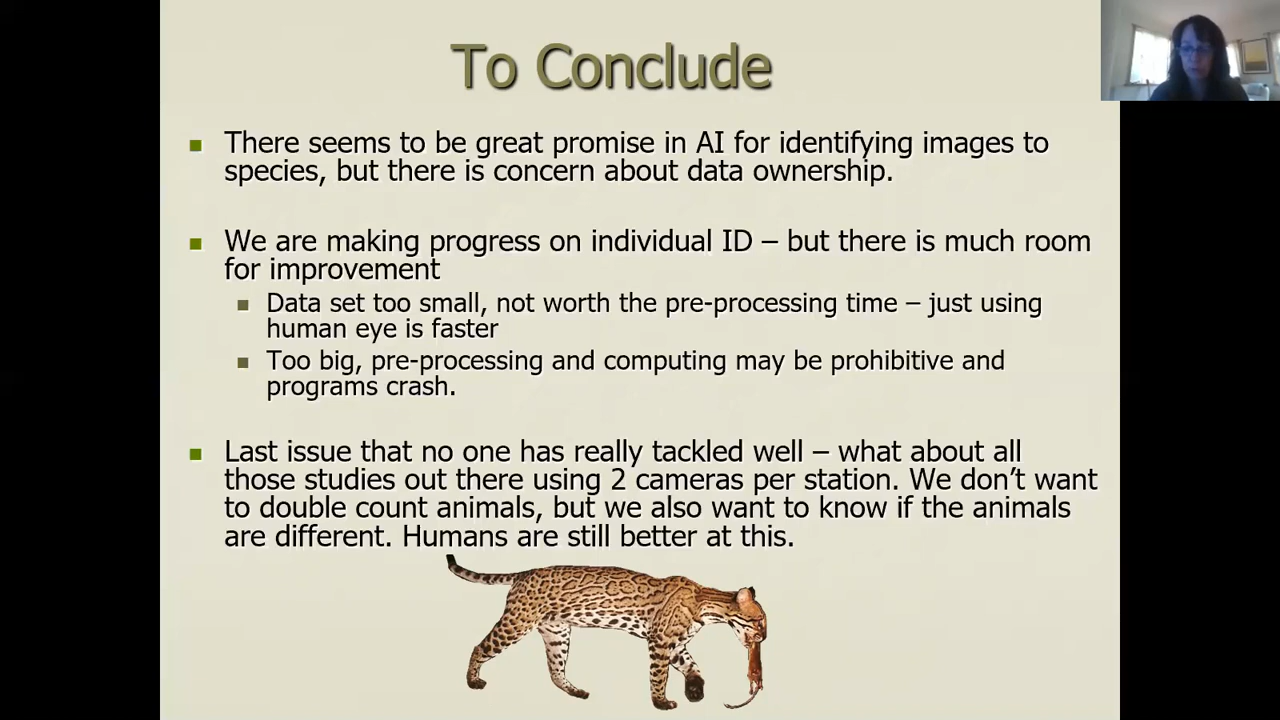 To Conclude
There seems to be great promise in AI for identifying images to
species, but there is concern about data ownership.
We are making progress on individual ID – but there is much room
for improvement
Data set too small, not worth the pre-processing time – just using
human eye is faster
Too big, pre-processing and computing may be prohibitive and
programs crash.
Last issue that no one has really tackled well – what about all
those studies out there using 2 cameras per station. We don’t want
to double count animals, but we also want to know if the animals
are different. Humans are still better at this.